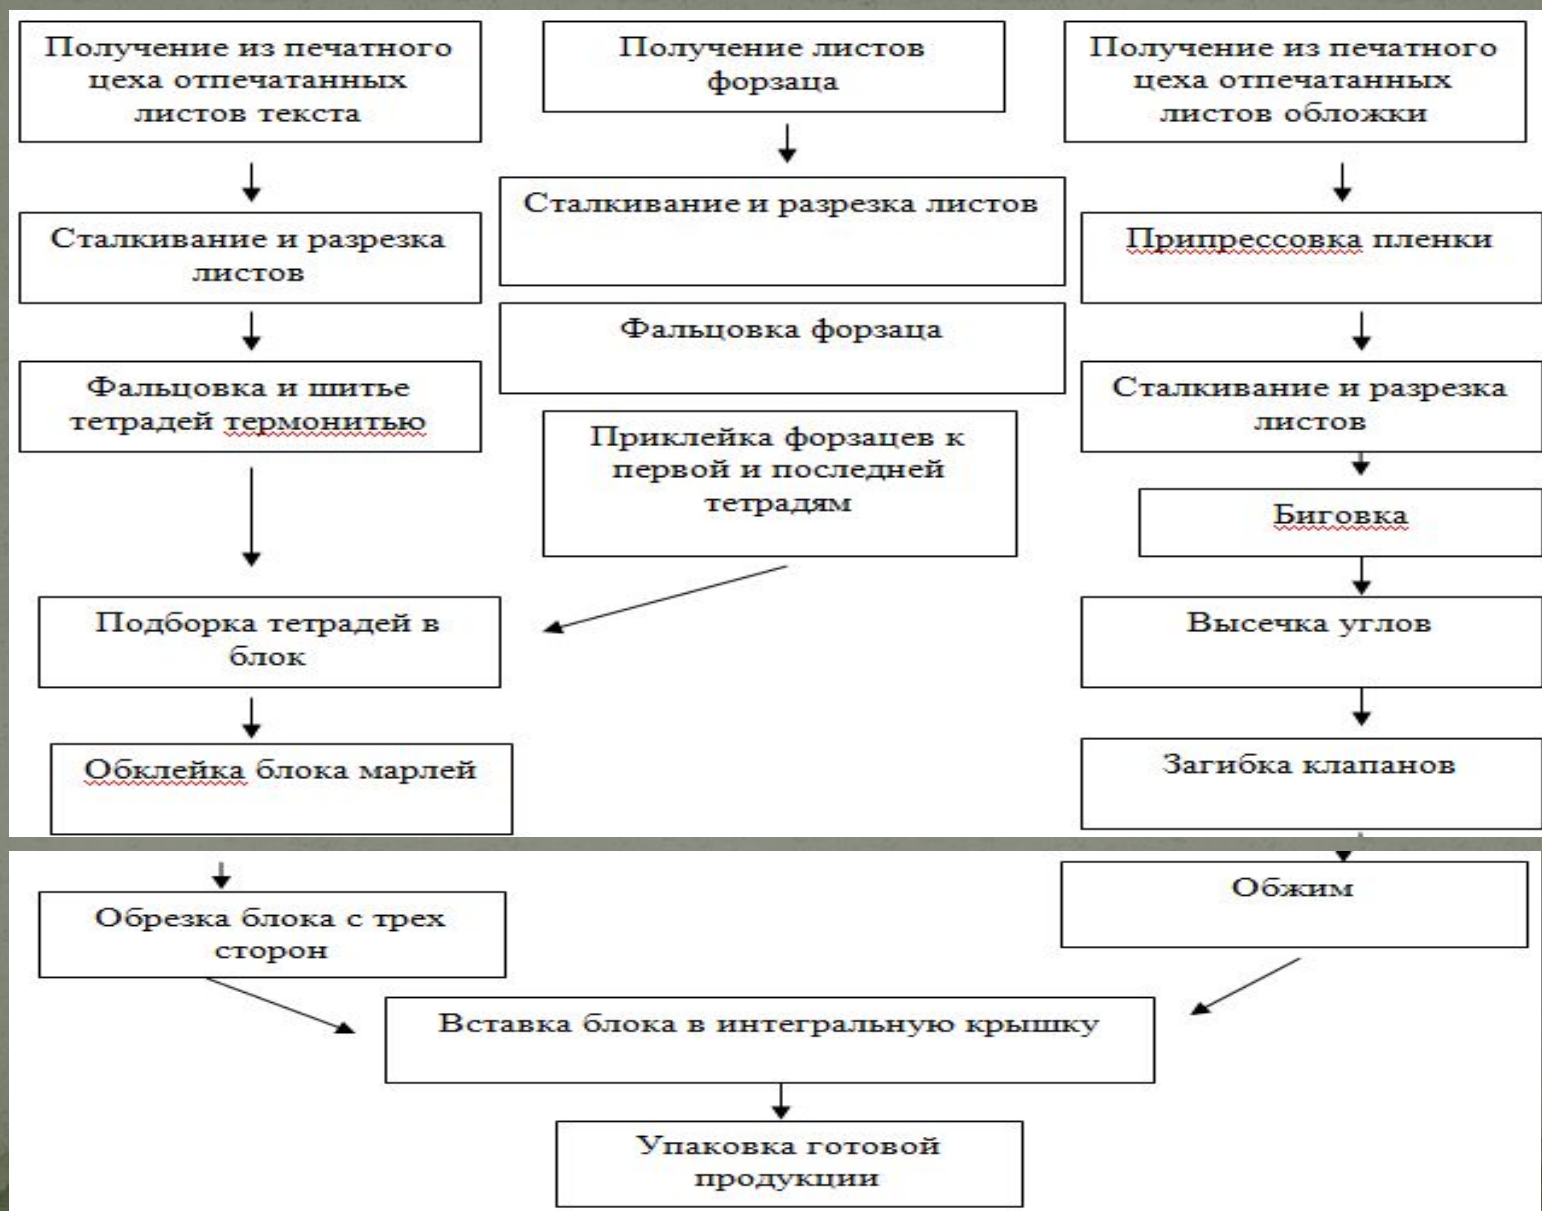 Получение из печатного
цеха отпечатанных
листов текста
Получение листов
форзаца
Получение из печатного
цеха отпечатанных
листов обложки
Сталкивание и разрезка
листов
Сталкивание и разрезка листов
Припрессовка пленки
Фальцовка и шитье
тетрадей термонитью
Фальцовка форзаца
Сталкивание и разрезка
листов
Приклейка форзацев к
первой и последней
тетрадям
Биговка
Подборка тетрадей в
блок
Высечка углов
Обклейка блока марлей
Загибка клапанов
Обрезка блока с трех
сторон
Обжим
Вставка блока в интегральную крышку
Упаковка готовой
продукции